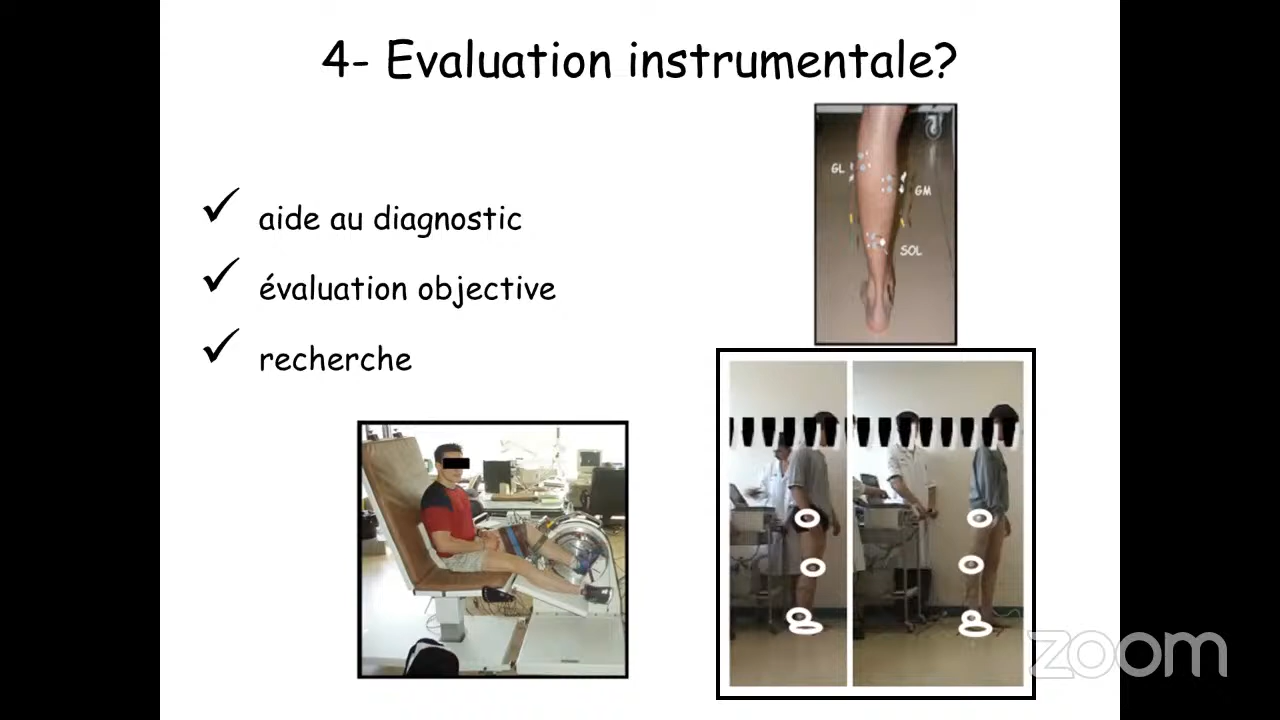 4- Evaluation instrumentale?
✓ aide au diagnostic
✓ évaluation objective
✓ recherche
GL
GM
SOL
zoom